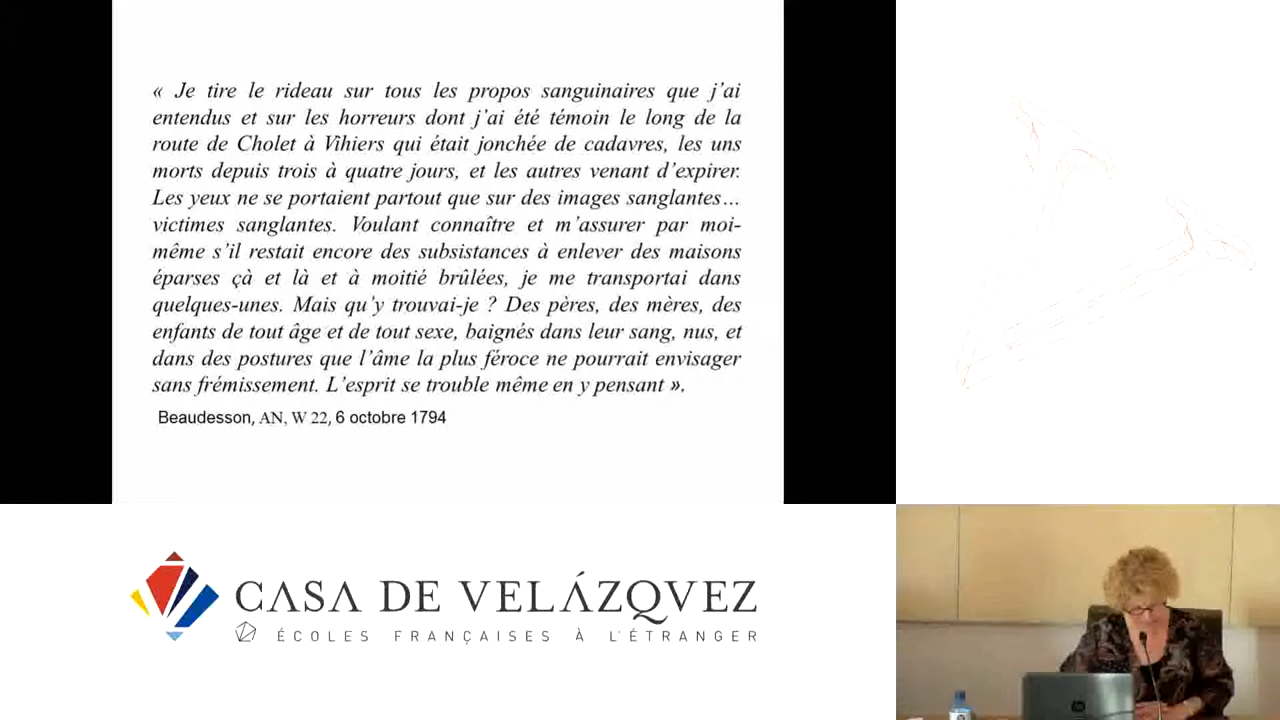 « Je tire le rideau sur tous les propos sanguinaires que j’ai
entendus et sur les horreurs dont j’ai été témoin le long de la
route de Cholet à Vihiers qui était jonchée de cadavres, les uns
morts depuis trois à quatre jours, et les autres venant d’expirer.
Les yeux ne se portaient partout que sur des images sanglantes…
victimes sanglantes. Voulant connaître et m’assurer par moi-
même s’il restait encore des subsistances à enlever des maisons
éparses çà et là et à moitié brûlées, je me transportai dans
quelques-unes. Mais qu’y trouvai-je ? Des pères, des mères, des
enfants de tout âge et de tout sexe, baignés dans leur sang, nus, et
dans des postures que l’âme la plus féroce ne pourrait envisager
sans frémissement. L’esprit se trouble même en y pensant ».
Beaudesson, AN, W 22, 6 octobre 1794
CASA DE VELÁZQVEZ
ÉCOLES FRANÇAISES À L'ÉTRANGER